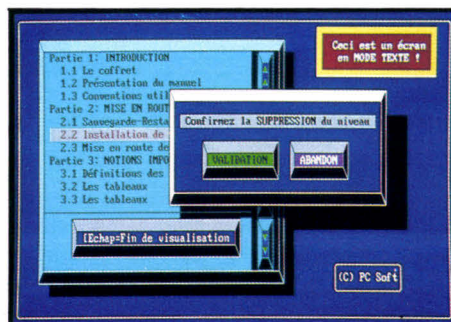 Ceci est un écran
en MODE TEXTE !
Partie 1: INTRODUCTION
1.1 Le coffret
1.2 Présentation du manuel
1.3 Conventions util
Partie 2: MISE EN ROUT
2.1 Sauvegarde-Resta
2.2 Installation de
2.3 Mise en route de
Partie 3: NOTIONS IMPO
3.1 Définitions des
3.2 Les tableaux
3.3 Les tableaux
Confirmez la SUPPRESSION du niveau
VALIDATION ABANDON
[Echap=Fin de visualisation
(C) PC Soft